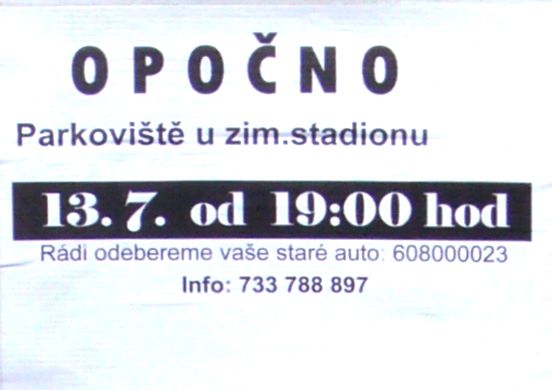 OPOČNO
Parkoviště u zim.stadionu
13. 7. od 19:00 hod
Rádi odebereme vaše staré auto: 608000023
Info: 733 788 897